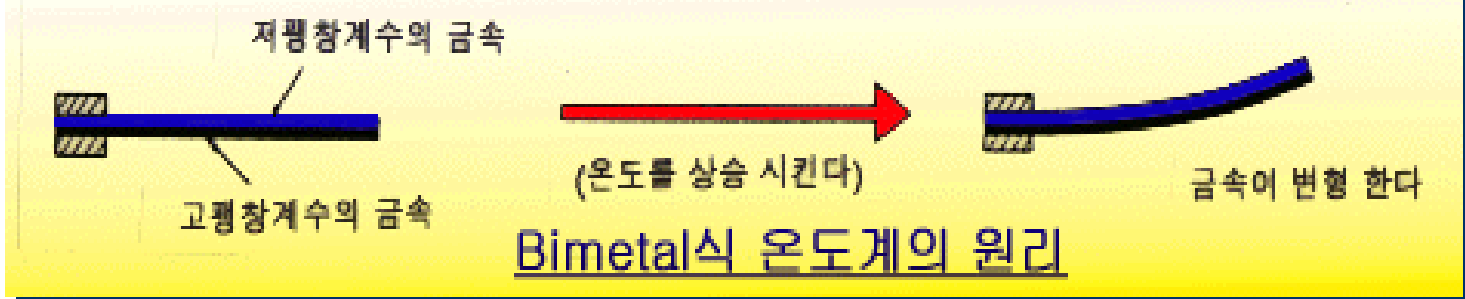 저팽창계수의 금속
고팽창계수의 금속
(온도를 상승 시킨다)
금속이 변형 한다
Bimetal식 온도계의 원리